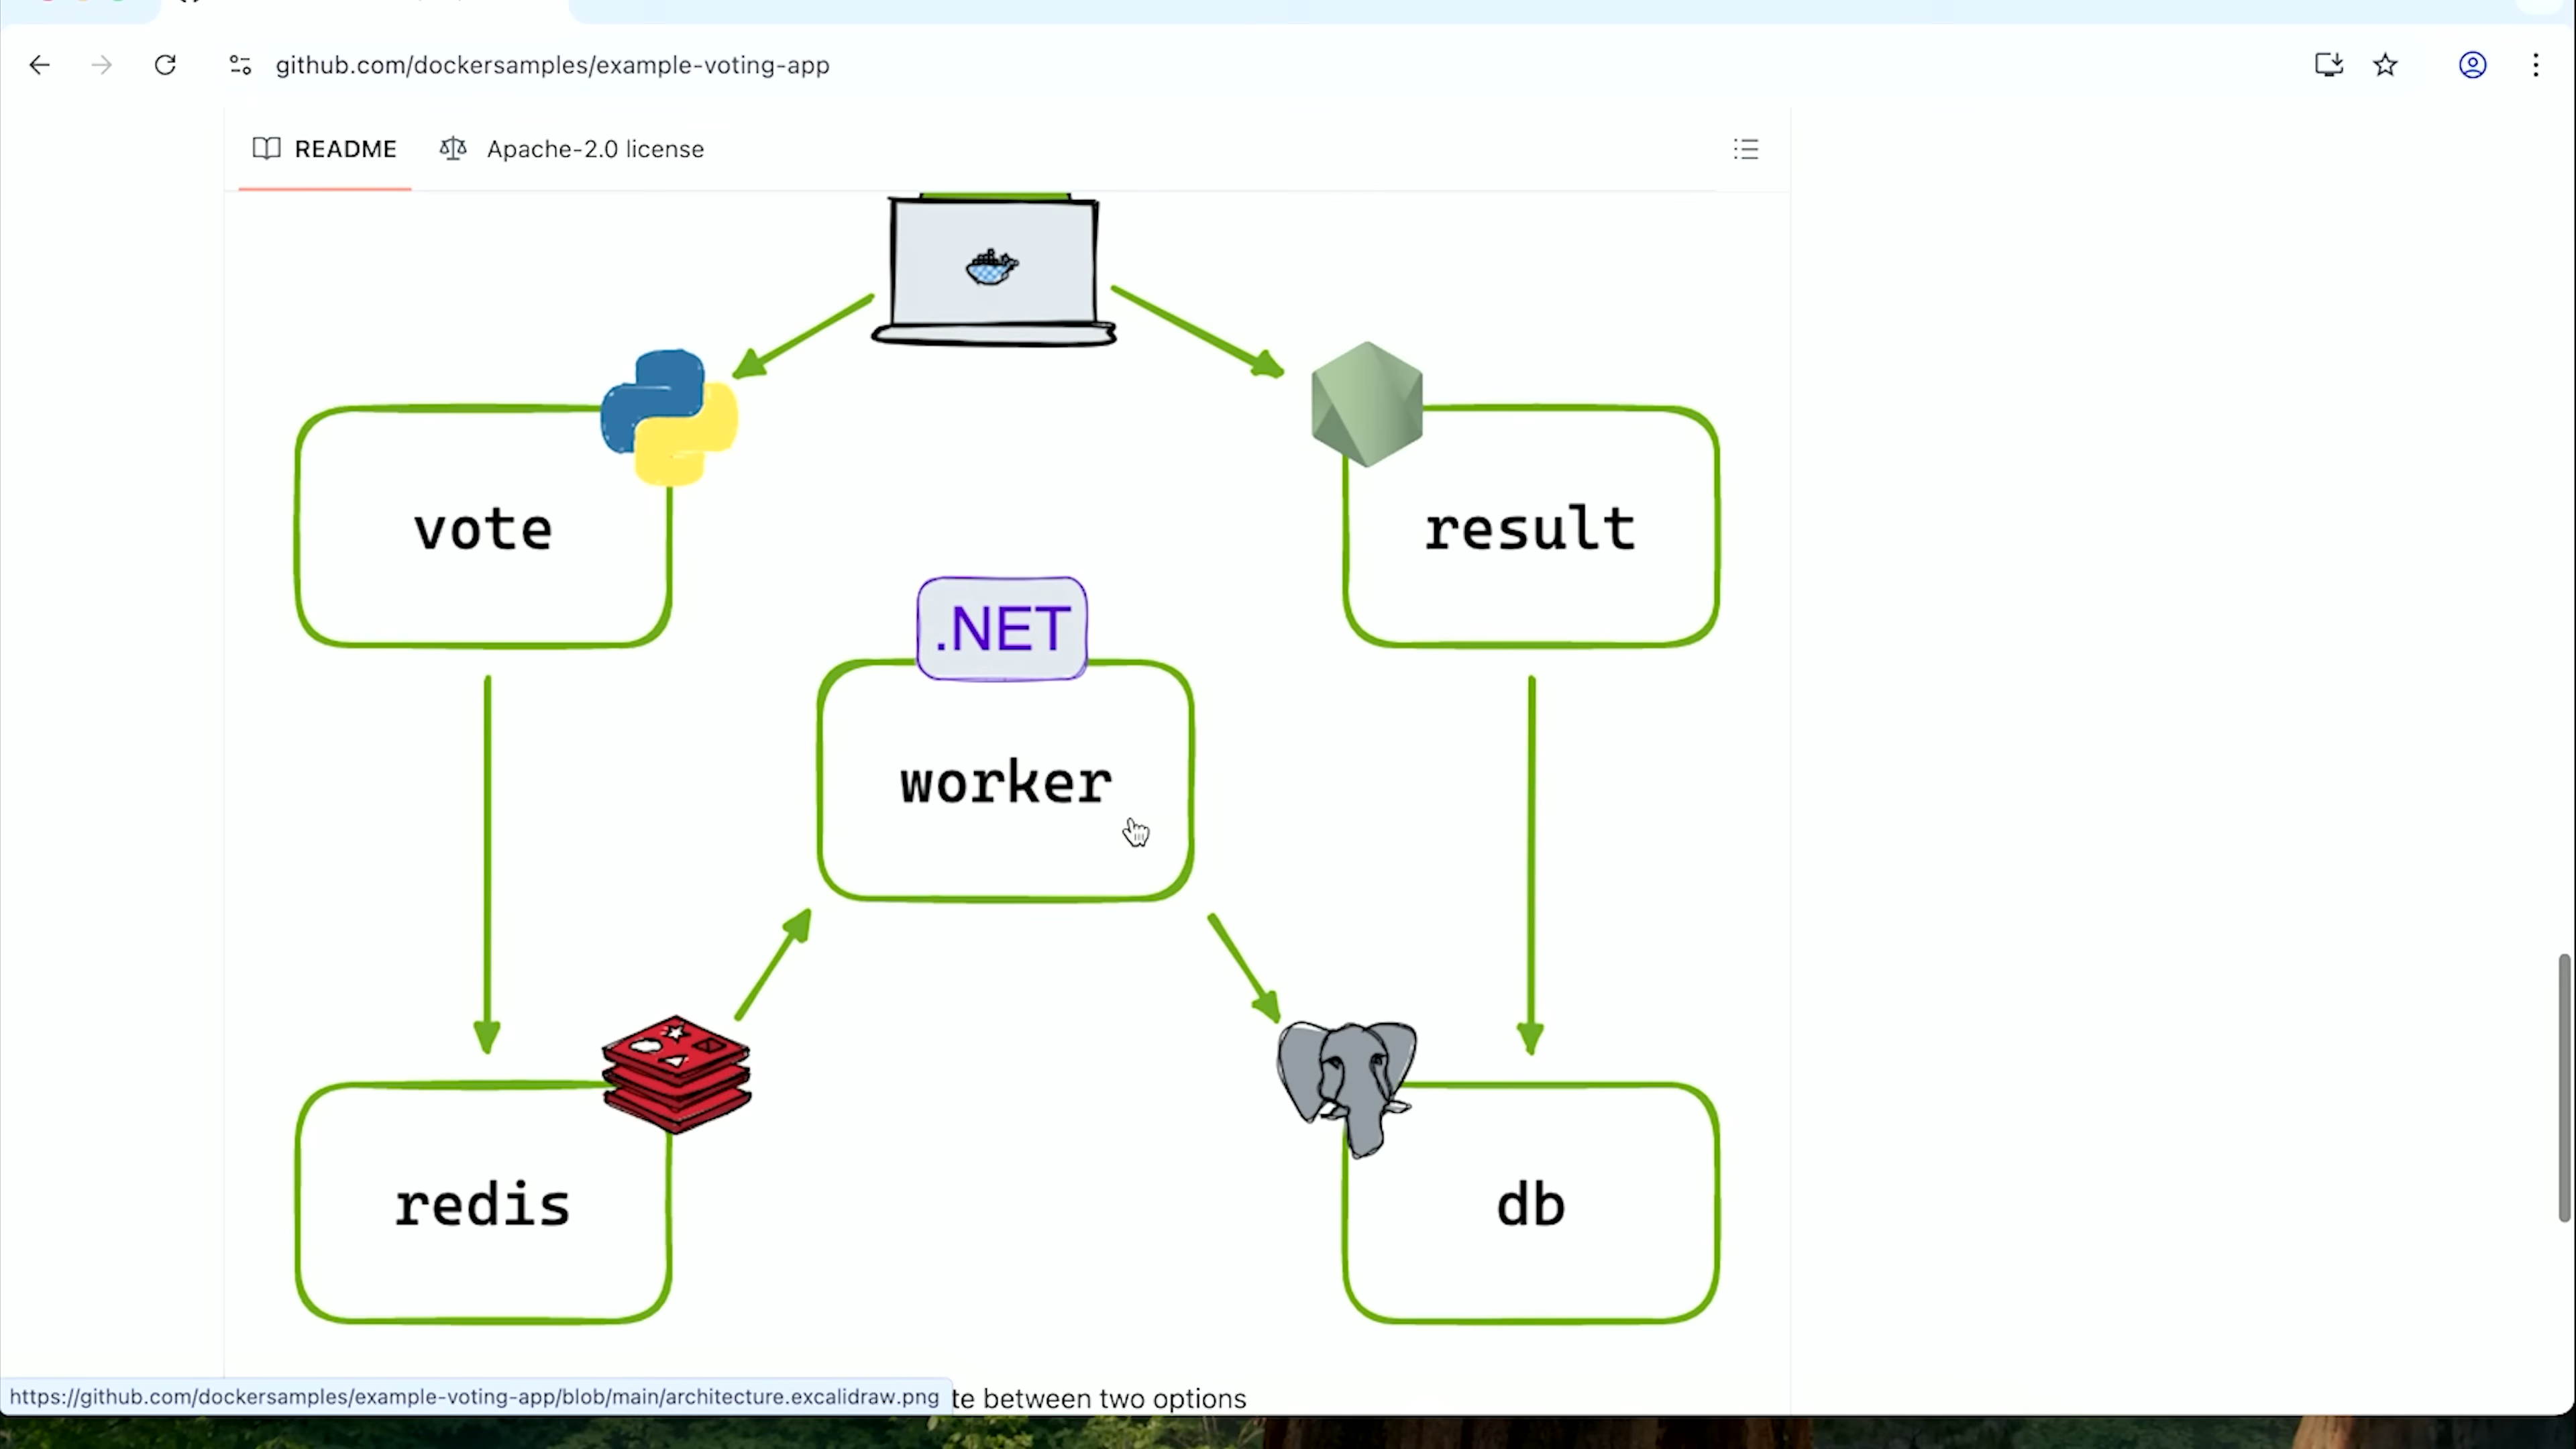 github.com/dockersamples/example-voting-app
README
Apache-2.0 license
vote
result
.NET
worker
redis
db
https://github.com/dockersamples/example-voting-app/blob/main/architecture.excalidraw.png
te between two options